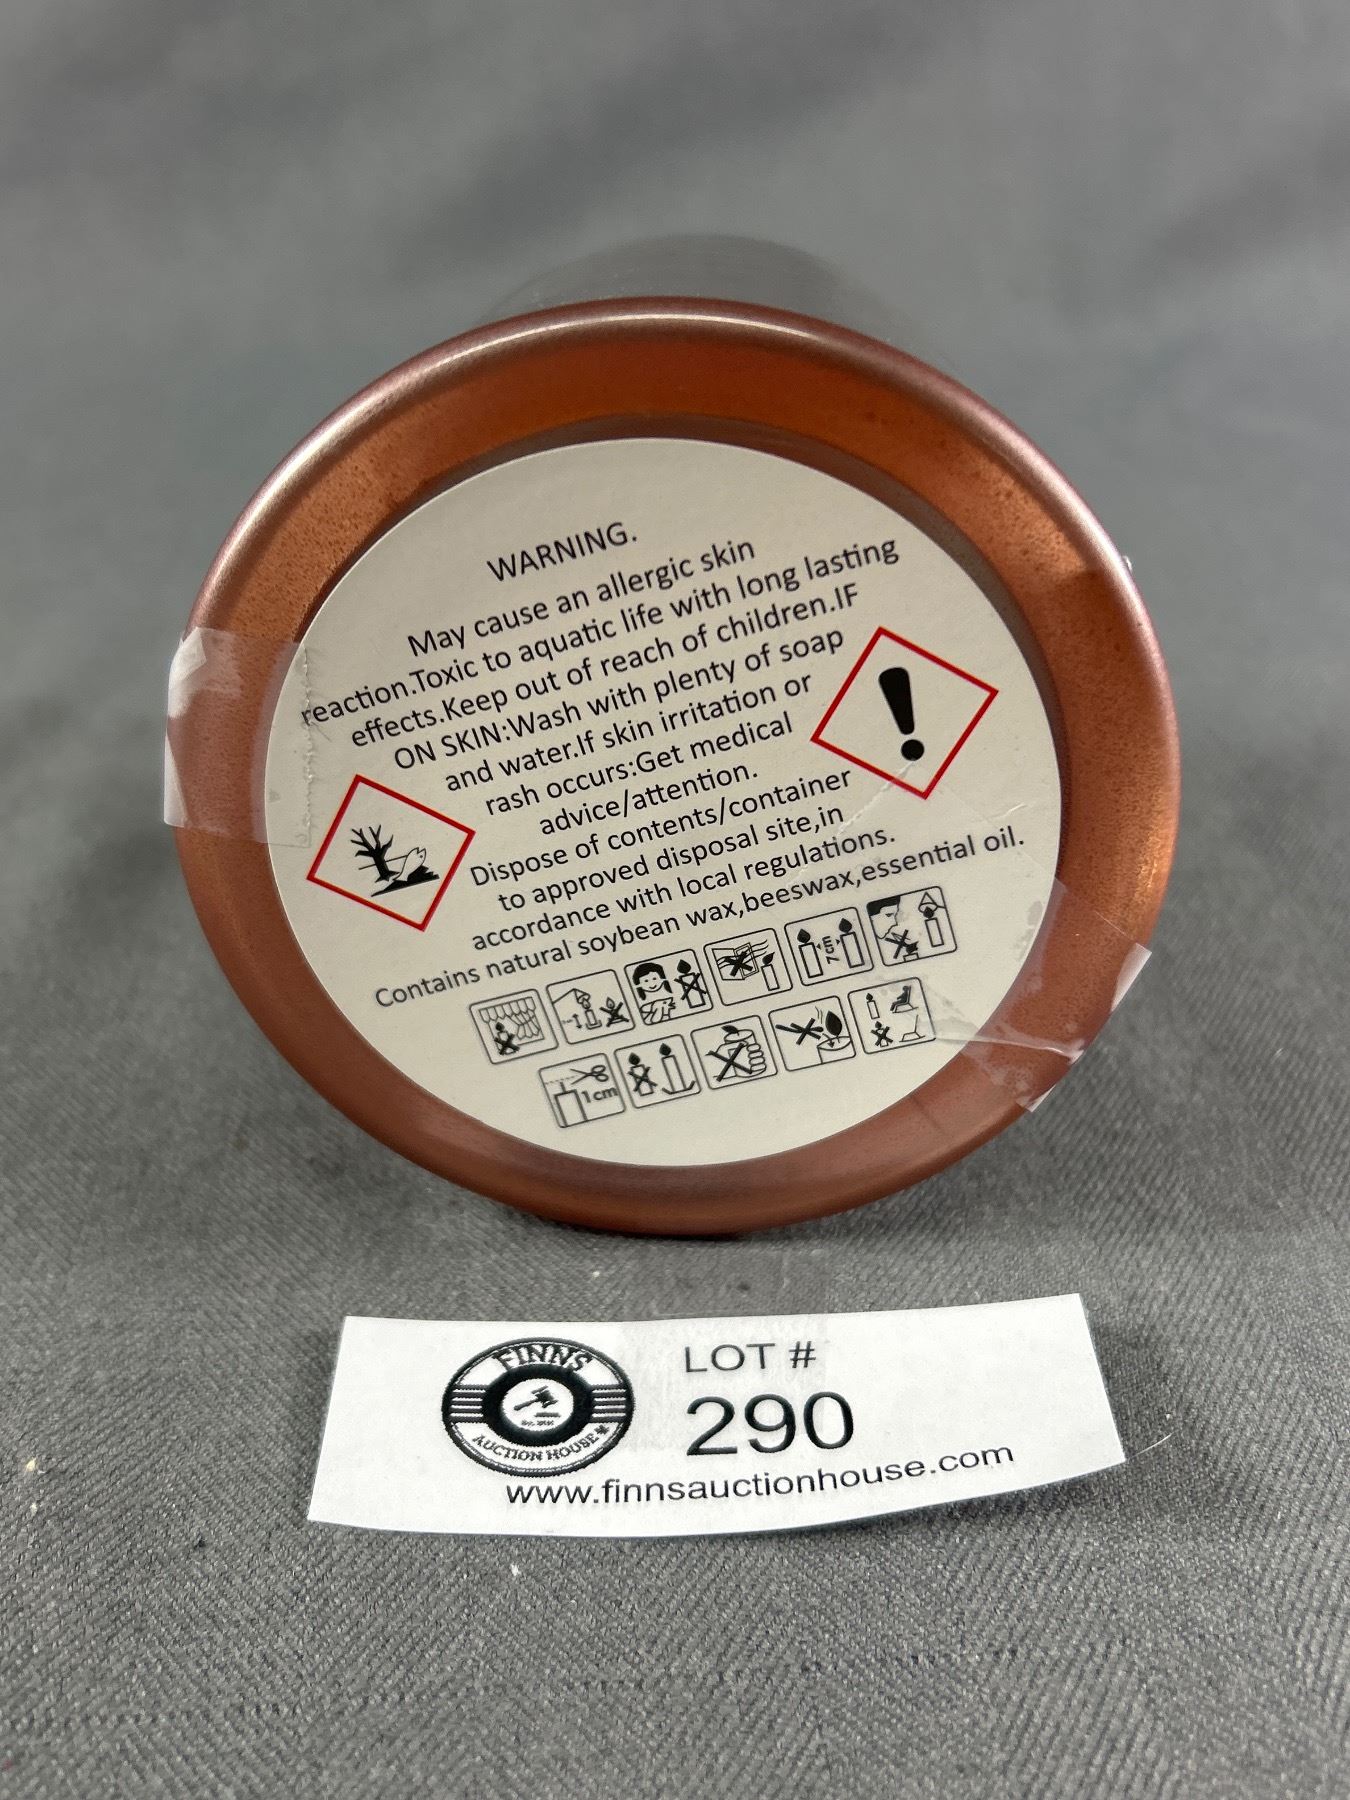 WARNING.
May cause an allergic skin
reaction.Toxic to aquatic life with long lasting
effects.Keep out of reach of children.IF
ON SKIN:Wash with plenty of soap
and water.If skin irritation or
rash occurs:Get medical
advice/attention.
Dispose of contents/container
to approved disposal site,in
accordance with local regulations.
Contains natural soybean wax,beeswax,essential oil.
7cm
1cm
FINNS
AUCTION HOUSE
LOT #
290
www.finnsauctionhouse.com